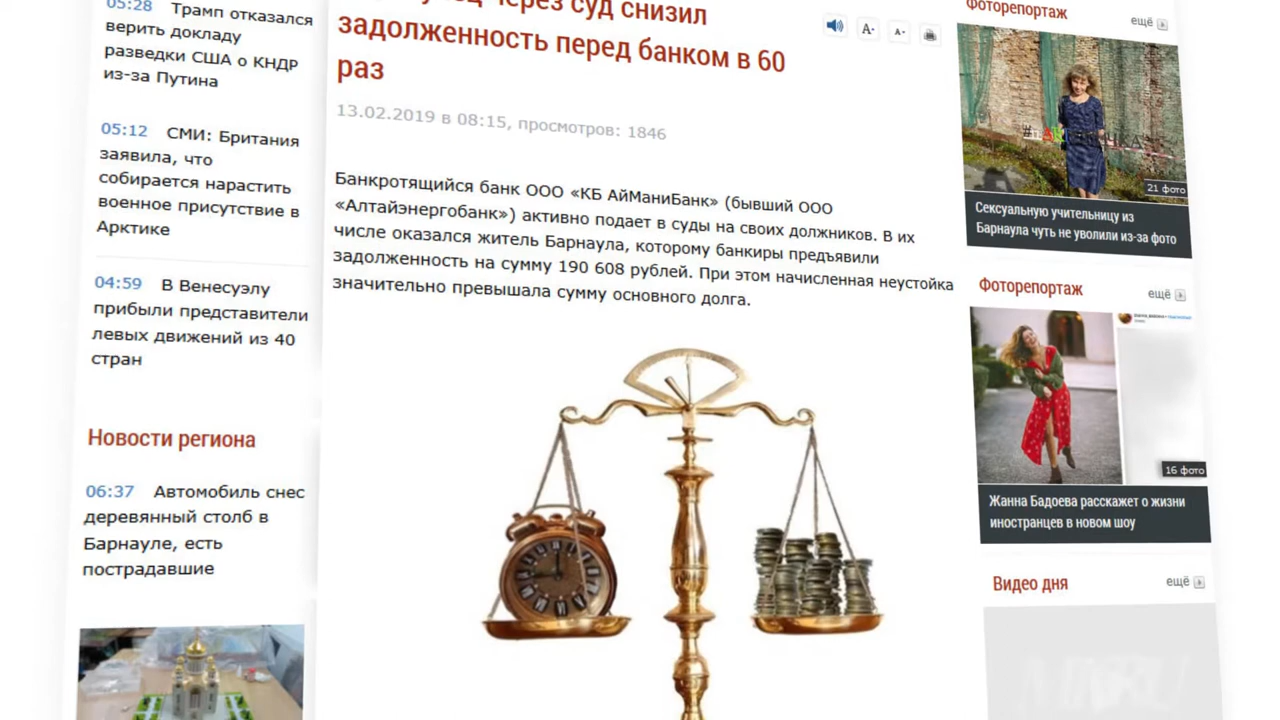 05:28 Трамп отказался
верить докладу
разведки США о КНДР
из-за Путина
05:12 СМИ: Британия
заявила, что
собирается нарастить
военное присутствие в
Арктике
04:59 В Венесуэлу
прибыли представители
левых движений из 40
стран
Новости региона
06:37 Автомобиль снес
деревянный столб в
Барнауле, есть
пострадавшие
через суд снизил
задолженность перед банком в 60
раз
A+
A-
13.02.2019 в 08:15, просмотров: 1846
Банкротящийся банк ООО «КБ АйМаниБанк» (бывший ООО
«Алтайэнергобанк») активно подает в суды на своих должников. В их
числе оказался житель Барнаула, которому банкиры предъявили
задолженность на сумму 190 608 рублей. При этом начисленная неустойка
значительно превышала сумму основного долга.
Фоторепортаж
ещё
21 фото
Сексуальную учительницу из
Барнаула чуть не уволили из-за фото
Фоторепортаж
ещё
16 фото
Жанна Бадоева расскажет о жизни
иностранцев в новом шоу
Видео дня
ещё